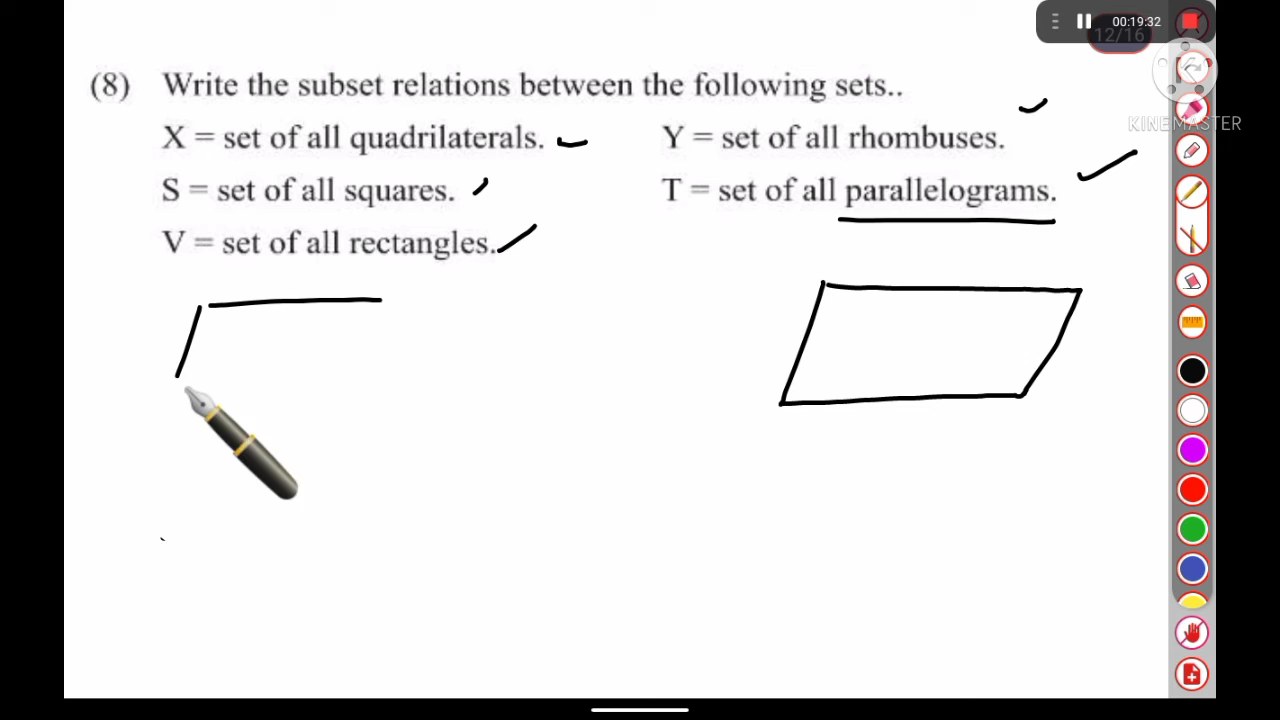 00:19:32
12/16
(8) Write the subset relations between the following sets..
KINEMASTER
X = set of all quadrilaterals. Y = set of all rhombuses.
S = set of all squares. T = set of all parallelograms.
V = set of all rectangles.